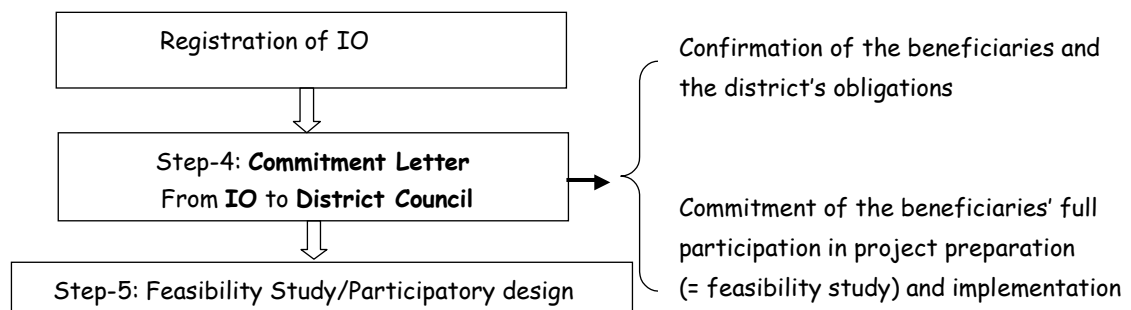 Registration of IO
Step-4: Commitment Letter
From IO to District Council
Step-5: Feasibility Study/Participatory design
Confirmation of the beneficiaries and
the district's obligations
Commitment of the beneficiaries' full
participation in project preparation
(= feasibility study) and implementation